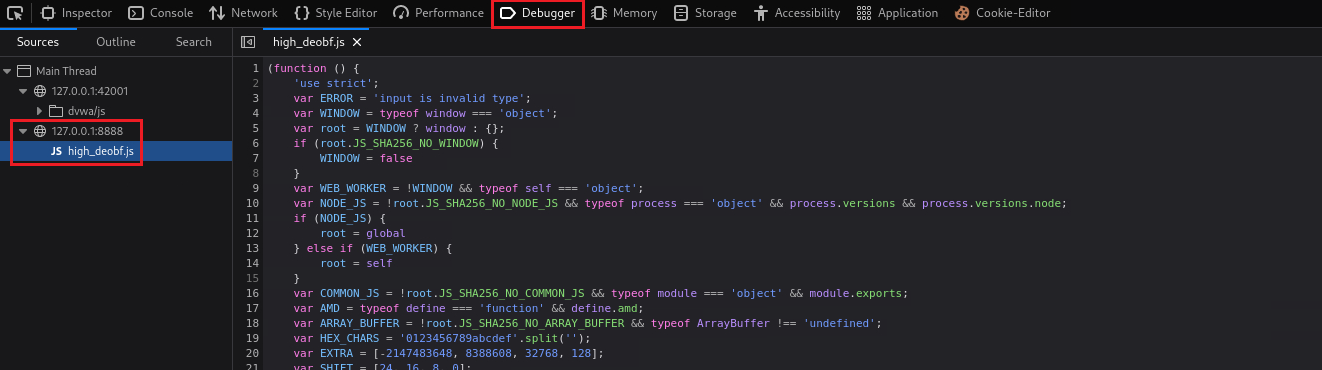 Inspector Console Network Style Editor Performance Debugger Memory Storage Accessibility Application Cookie-Editor
Sources Outline Search
Main Thread
127.0.0.1:42001
dvwa/js
127.0.0.1:8888
JS high_deobf.js
high_deobf.js
1 (function () {
2 'use strict';
3 var ERROR = 'input is invalid type';
4 var WINDOW = typeof window === 'object';
5 var root = WINDOW ? window : {};
6 if (root.JS_SHA256_NO_WINDOW) {
7 WINDOW = false
8 }
9 var WEB_WORKER = !WINDOW && typeof self === 'object';
10 var NODE_JS = !root.JS_SHA256_NO_NODE_JS && typeof process === 'object' && process.versions && process.versions.node;
11 if (NODE_JS) {
12 root = global
13 } else if (WEB_WORKER) {
14 root = self
15 }
16 var COMMON_JS = !root.JS_SHA256_NO_COMMON_JS && typeof module === 'object' && module.exports;
17 var AMD = typeof define === 'function' && define.amd;
18 var ARRAY_BUFFER = !root.JS_SHA256_NO_ARRAY_BUFFER && typeof ArrayBuffer !== 'undefined';
19 var HEX_CHARS = '0123456789abcdef'.split('');
20 var EXTRA = [-2147483648, 8388608, 32768, 128];
21 var SHIFT = [24, 16, 8, 0];